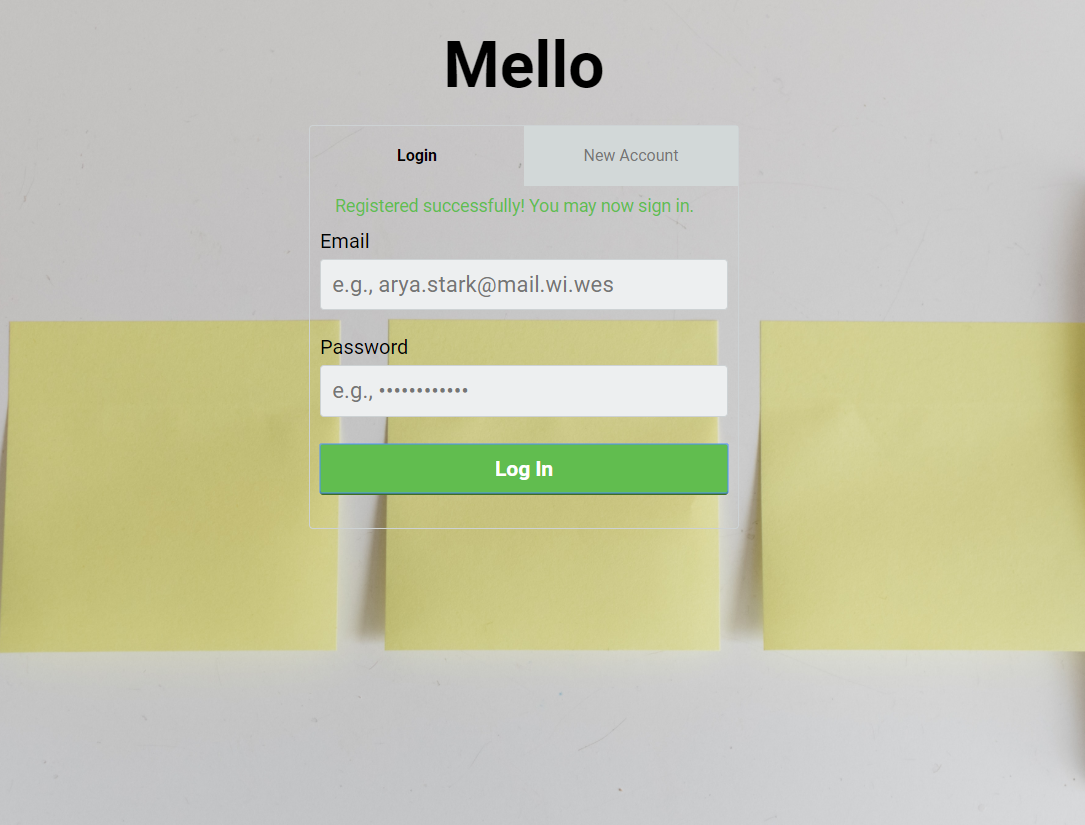 Mello
Login
New Account
Registered successfully! You may now sign in.
Email
e.g., arya.stark@mail.wi.wes
Password
e.g., ••••••••••••
Log In